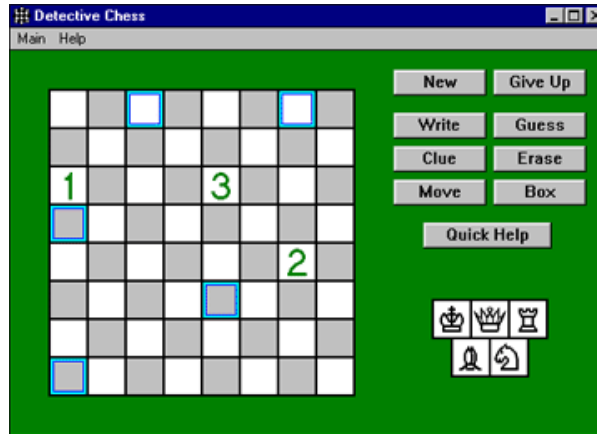 Detective Chess
Main Help
New Give Up
Write Guess
1 3
Clue Erase
Move Box
Quick Help
2